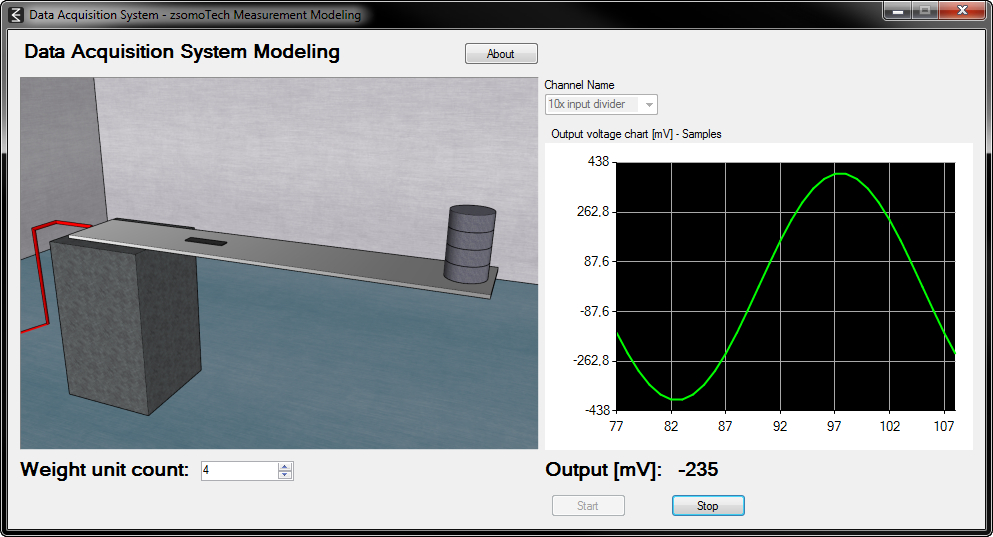 Data Acquisition System - zsomoTech Measurement Modeling
Data Acquisition System Modeling
About
Channel Name
10x input divider
Output voltage chart [mV] - Samples
438
262,8
87,6
-87.6
-262,8
-438
77 82 87 92 97 102 107
Weight unit count: 4
Output [mV]: -235
Start Stop